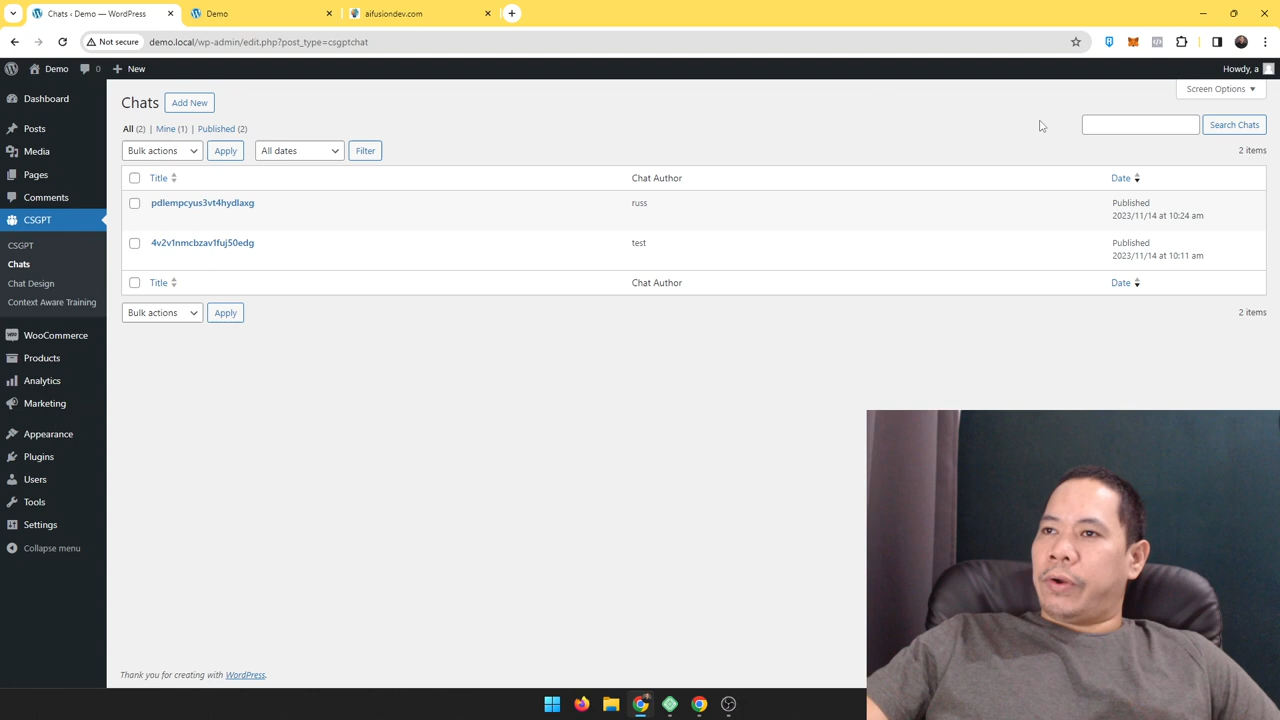 Chats ‹ Demo — WordPress
Demo
aifusiondev.com
Not secure
demo.local/wp-admin/edit.php?post_type=csgptchat
Demo
0
New
Howdy, a
Dashboard
Posts
Media
Pages
Comments
CSGPT
CSGPT
Chats
Chat Design
Context Aware Training
WooCommerce
Products
Analytics
Marketing
Appearance
Plugins
Users
Tools
Settings
Collapse menu
Screen Options
Chats
Add New
All (2) | Mine (1) | Published (2)
Search Chats
Bulk actions
Apply
All dates
Filter
2 items
Title
Chat Author
Date
pdlempcyus3vt4hydlaxg
russ
Published
2023/11/14 at 10:24 am
4v2v1nmcbzav1fuj50edg
test
Published
2023/11/14 at 10:11 am
Title
Chat Author
Date
Bulk actions
Apply
2 items
Thank you for creating with WordPress.